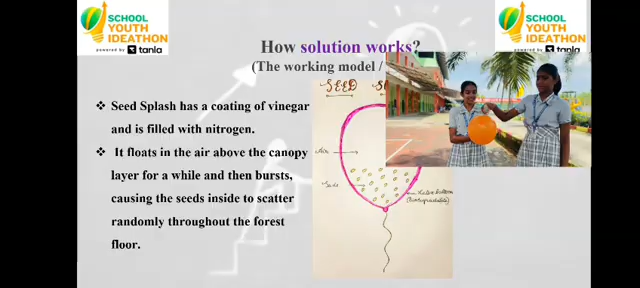 SCHOOL
YOUTH
IDEATHON
powered by tanla
SCHOOL
YOUTH
IDEATHON
powered by tanla
How solution works?
(The working model /
SEED
❖ Seed Splash has a coating of vinegar
and is filled with nitrogen.
❖ It floats in the air above the canopy
layer for a while and then bursts,
causing the seeds inside to scatter
randomly throughout the forest
floor.